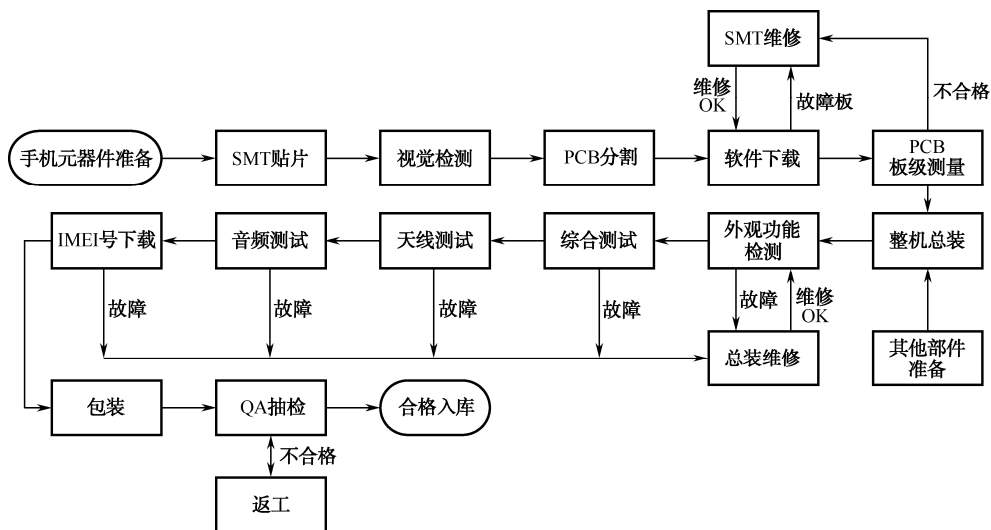 SMT维修
维修
OK
故障板
不合格
手机元器件准备
SMT贴片
视觉检测
PCB分割
软件下载
PCB
板级测量
IMEI号下载
音频测试
天线测试
综合测试
外观功能
检测
整机总装
故障
故障
故障
故障
故障
维修
OK
总装维修
其他部件
准备
包装
QA抽检
合格入库
不合格
返工